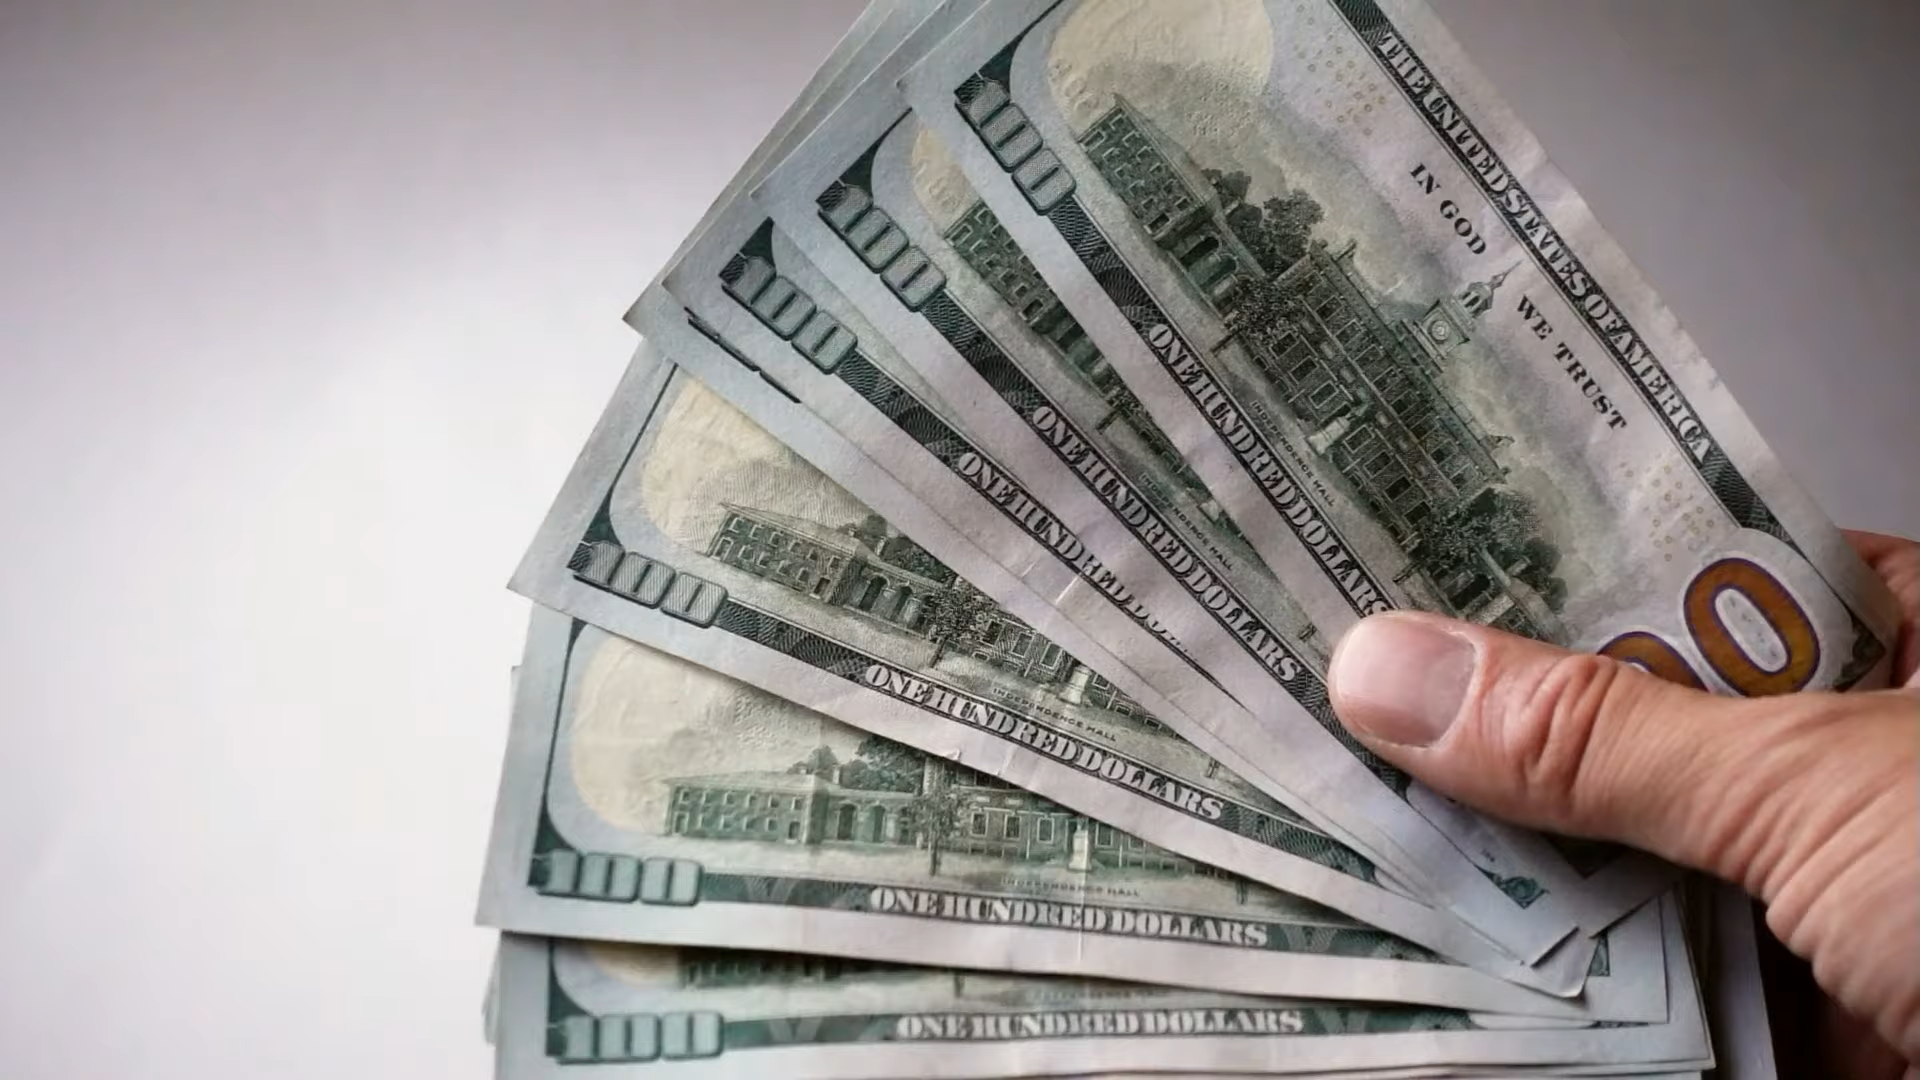 THE UNITED STATES OF AMERICA
IN GOD WE TRUST
100
INDEPENDENCE HALL
ONE HUNDRED DOLLARS
100
INDEPENDENCE HALL
ONE HUNDRED DOLLARS
100
ONE HUNDRED
100
INDEPENDENCE HALL
ONE HUNDRED DOLLARS
100
INDEPENDENCE HALL
ONE HUNDRED DOLLARS
100
ONE HUNDRED DOLLARS